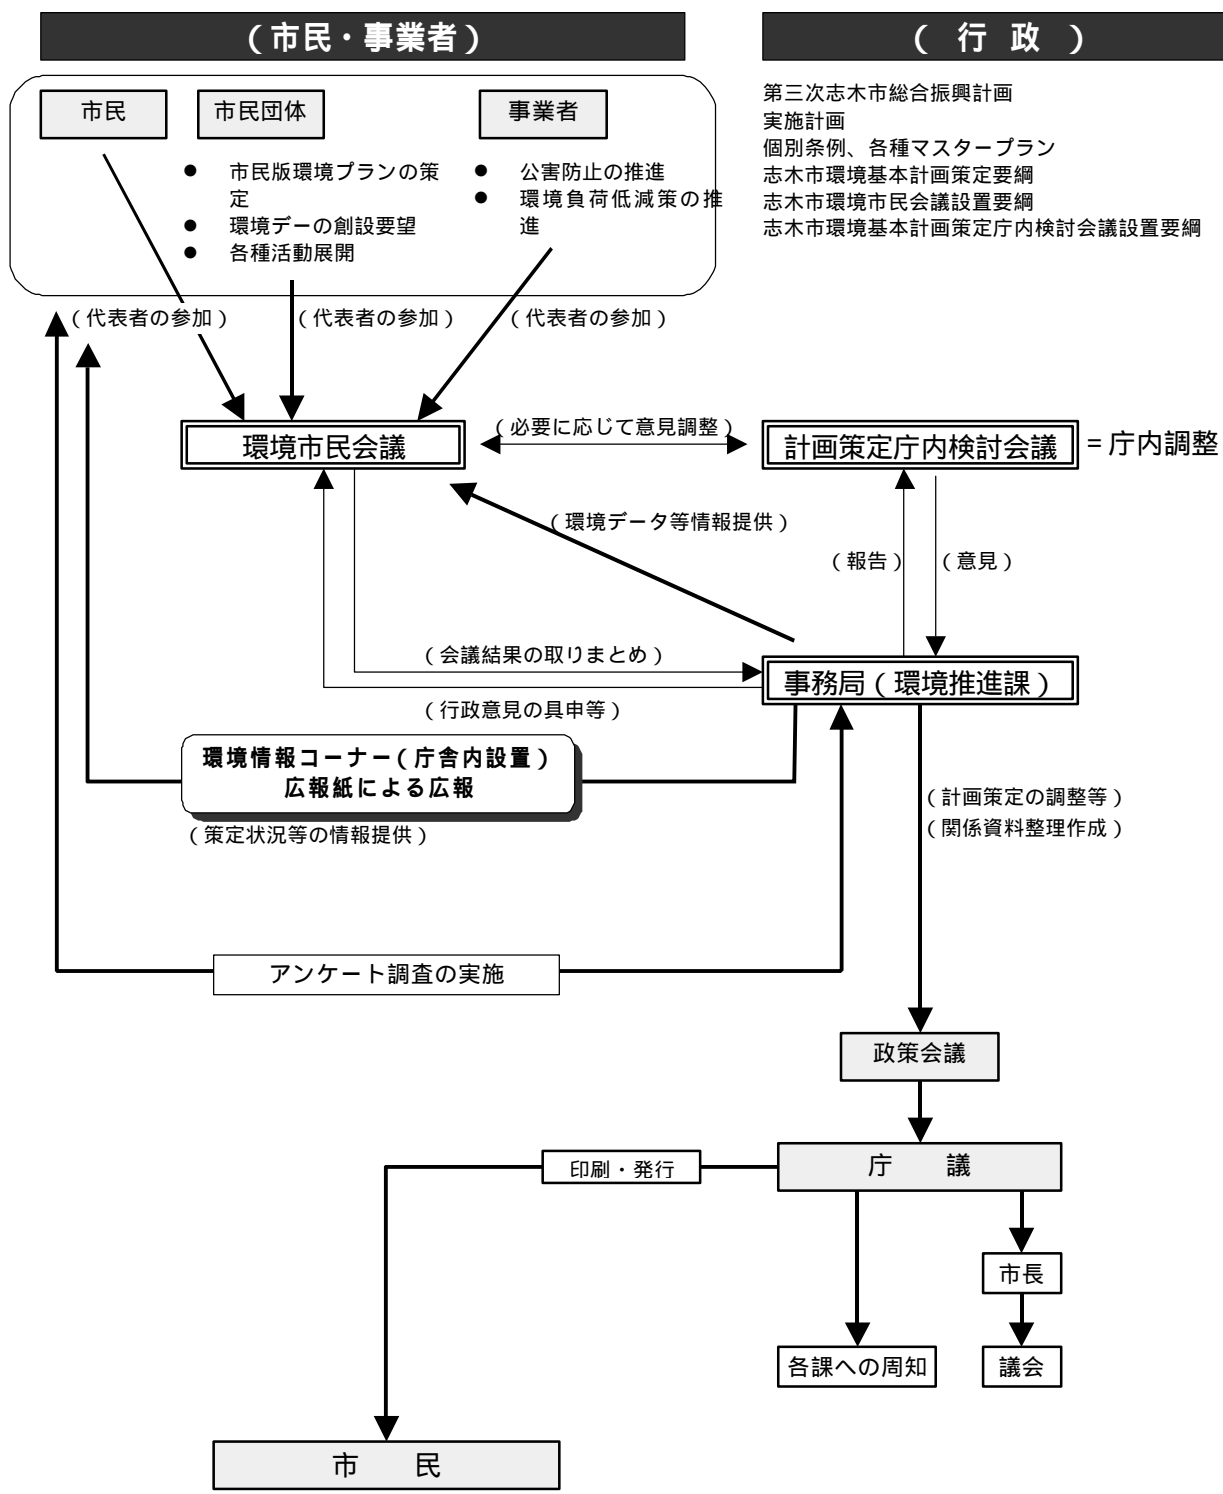 （市民・事業者）
（ 行 政 ）
市民
市民団体
事業者
● 市民版環境プランの策
定
● 環境デーの創設要望
● 各種活動展開
● 公害防止の推進
● 環境負荷低減策の推
進
第三次志木市総合振興計画
実施計画
個別条例、各種マスタープラン
志木市環境基本計画策定要綱
志木市環境市民会議設置要綱
志木市環境基本計画策定庁内検討会議設置要綱
（代表者の参加）
（代表者の参加）
（代表者の参加）
環境市民会議
（必要に応じて意見調整）
計画策定庁内検討会議
＝庁内調整
（環境データ等情報提供）
（報告）
（意見）
（会議結果の取りまとめ）
事務局（環境推進課）
（行政意見の具申等）
環境情報コーナー（庁舎内設置）
広報紙による広報
（策定状況等の情報提供）
（計画策定の調整等）
（関係資料整理作成）
アンケート調査の実施
政策会議
印刷・発行
庁　議
市長
各課への周知
議会
市　民